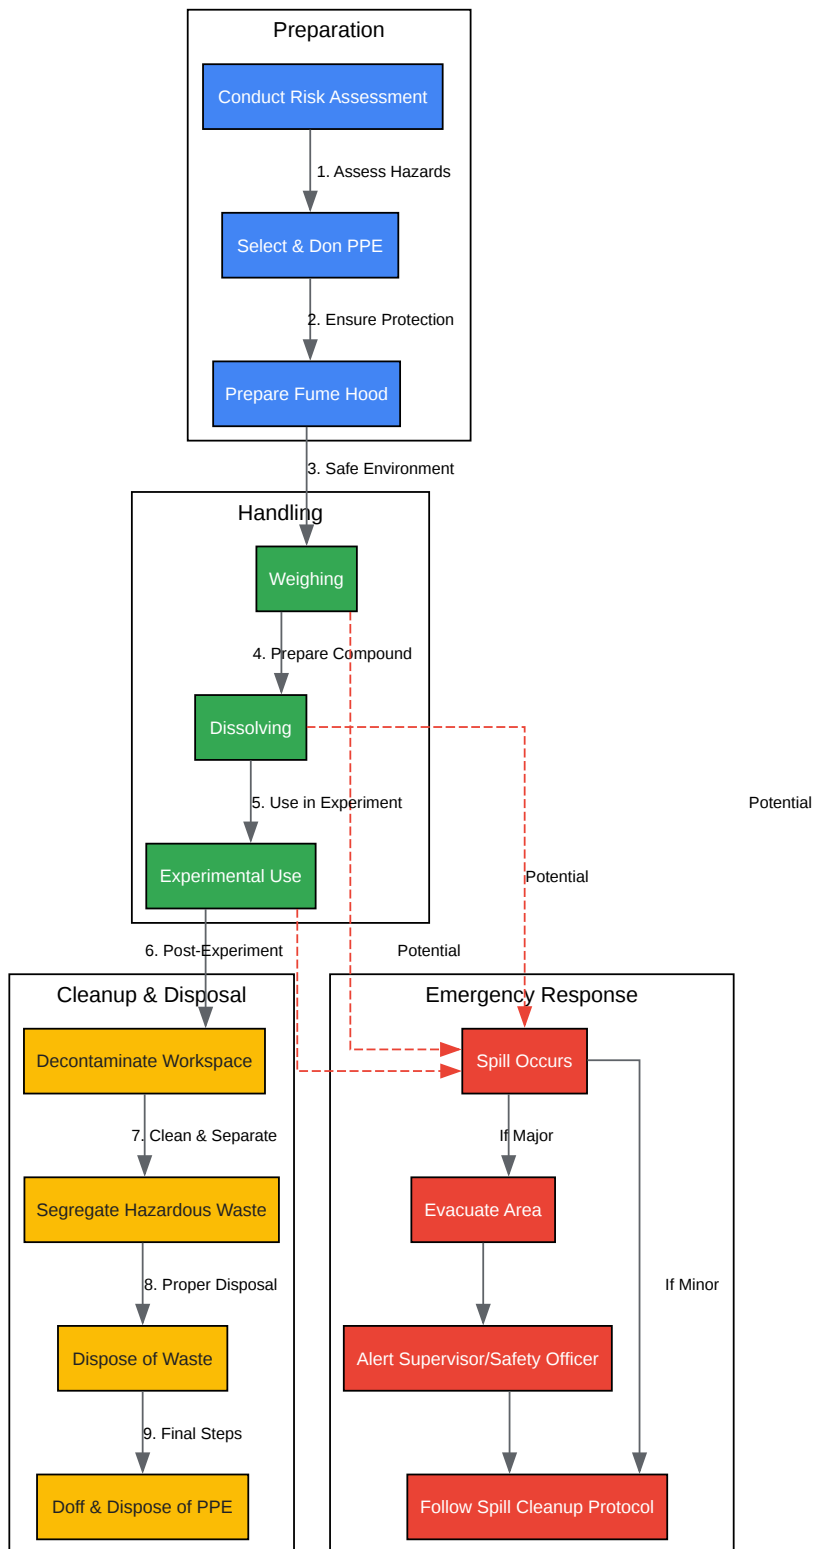 Preparation
Conduct Risk Assessment
1. Assess Hazards
Select & Don PPE
2. Ensure Protection
Prepare Fume Hood
3. Safe Environment
Handling
Weighing
4. Prepare Compound
Dissolving
5. Use in Experiment
Potential
Experimental Use
Potential
6. Post-Experiment
Potential
Cleanup & Disposal
Emergency Response
Decontaminate Workspace
Spill Occurs
7. Clean & Separate
If Major
Segregate Hazardous Waste
Evacuate Area
8. Proper Disposal
If Minor
Dispose of Waste
Alert Supervisor/Safety Officer
9. Final Steps
Doff & Dispose of PPE
Follow Spill Cleanup Protocol